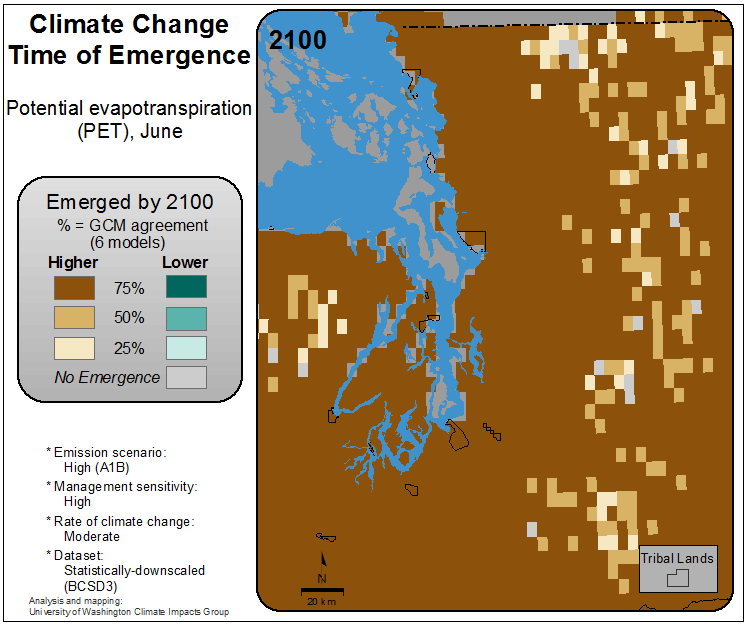 Climate Change
Time of Emergence
Potential evapotranspiration
(PET), June
Emerged by 2100
% = GCM agreement
(6 models)
Higher Lower
75%
50%
25%
No Emergence
* Emission scenario:
High (A1B)
* Management sensitivity:
High
* Rate of climate change:
Moderate
* Dataset:
Statistically-downscaled
(BCSD3)
Analysis and mapping:
University of Washington Climate Impacts Group
2100
N
20 km
Tribal Lands